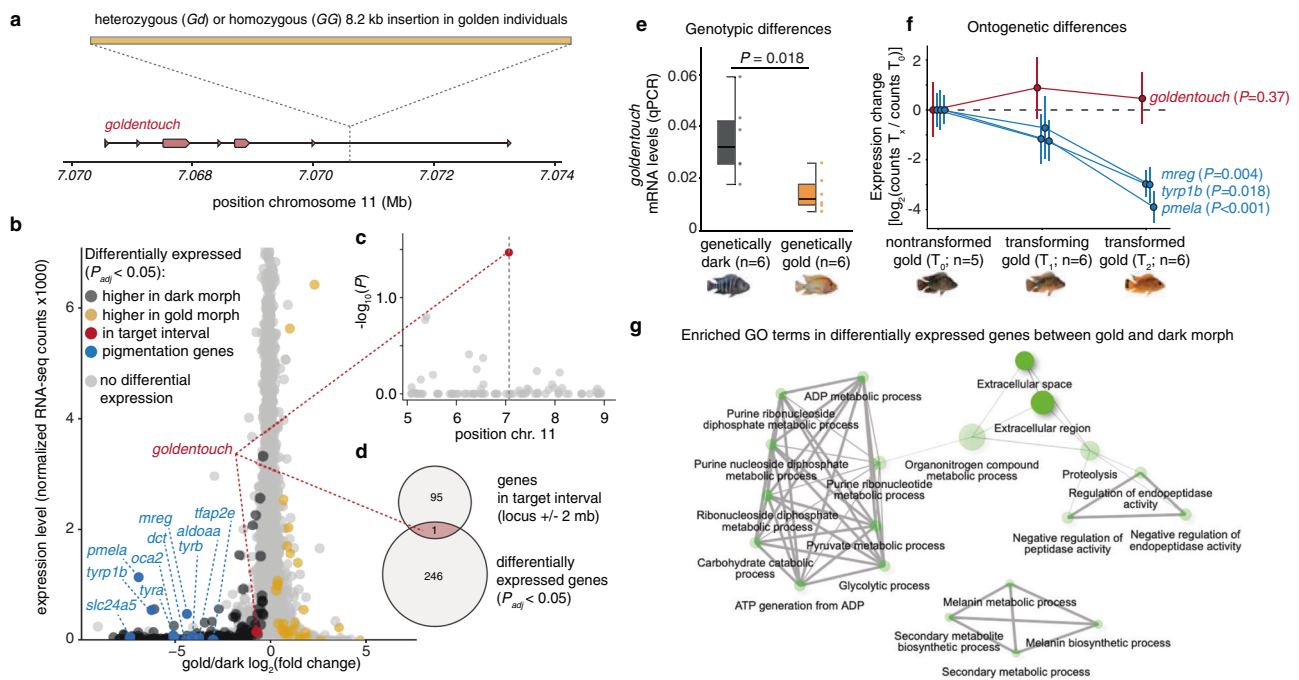 a
heterozygous (Gd) or homozygous (GG) 8.2 kb insertion in golden individuals
goldentouch
7.070
7.068
7.070
7.072
7.074
position chromosome 11 (Mb)
b
expression level (normalized RNA-seq counts x1000)
6
4
2
0
Differentially expressed
(Padj < 0.05):
higher in dark morph
higher in gold morph
in target interval
pigmentation genes
no differential
expression
goldentouch
tfap2e
mreg
aldoaa
dct
tyrb
pmela
oca2
tyrp1b
tyra
slc24a5
−5
0
5
gold/dark log2(fold change)
c
-log10(P)
1.0
0.0
5
6
7
8
9
position chr. 11
d
95
1
246
genes
in target interval
(locus +/- 2 mb)
differentially
expressed genes
(Padj < 0.05)
e
Genotypic differences
goldentouch
mRNA levels (qPCR)
0.06
0.04
0.02
0
P = 0.018
genetically
dark (n=6)
genetically
gold (n=6)
f
Ontogenetic differences
Expression change
[log2(counts Tx / counts T0)]
2
0
-2
-4
goldentouch (P=0.37)
mreg (P=0.004)
tyrp1b (P=0.018)
pmela (P<0.001)
nontransformed
gold (T0; n=5)
transforming
gold (T1; n=6)
transformed
gold (T2; n=6)
g
Enriched GO terms in differentially expressed genes between gold and dark morph
Extracellular space
ADP metabolic process
Purine ribonucleoside
diphosphate metabolic process
Extracellular region
Purine nucleoside diphosphate
metabolic process
Organonitrogen compound
metabolic process
Proteolysis
Purine ribonucleotide
metabolic process
Regulation of endopeptidase
activity
Ribonucleoside diphosphate
metabolic process
Pyruvate metabolic process
Negative regulation of
peptidase activity
Negative regulation of
endopeptidase activity
Carbohydrate catabolic
process
Glycolytic process
ATP generation from ADP
Melanin metabolic process
Secondary metabolite
biosynthetic process
Melanin biosynthetic process
Secondary metabolic process